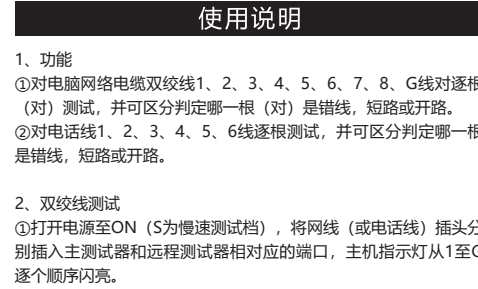 使用说明
1、功能
①对电脑网络电缆双绞线1、2、3、4、5、6、7、8、G线对逐根
（对）测试，并可区分判定哪一根（对）是错线，短路或开路。
②对电话线1、2、3、4、5、6线逐根测试，并可区分判定哪一根
是错线，短路或开路。
2、双绞线测试
①打开电源至ON（S为慢速测试档），将网线（或电话线）插头分
别插入主测试器和远程测试器相对应的端口，主机指示灯从1至G
逐个顺序闪亮。